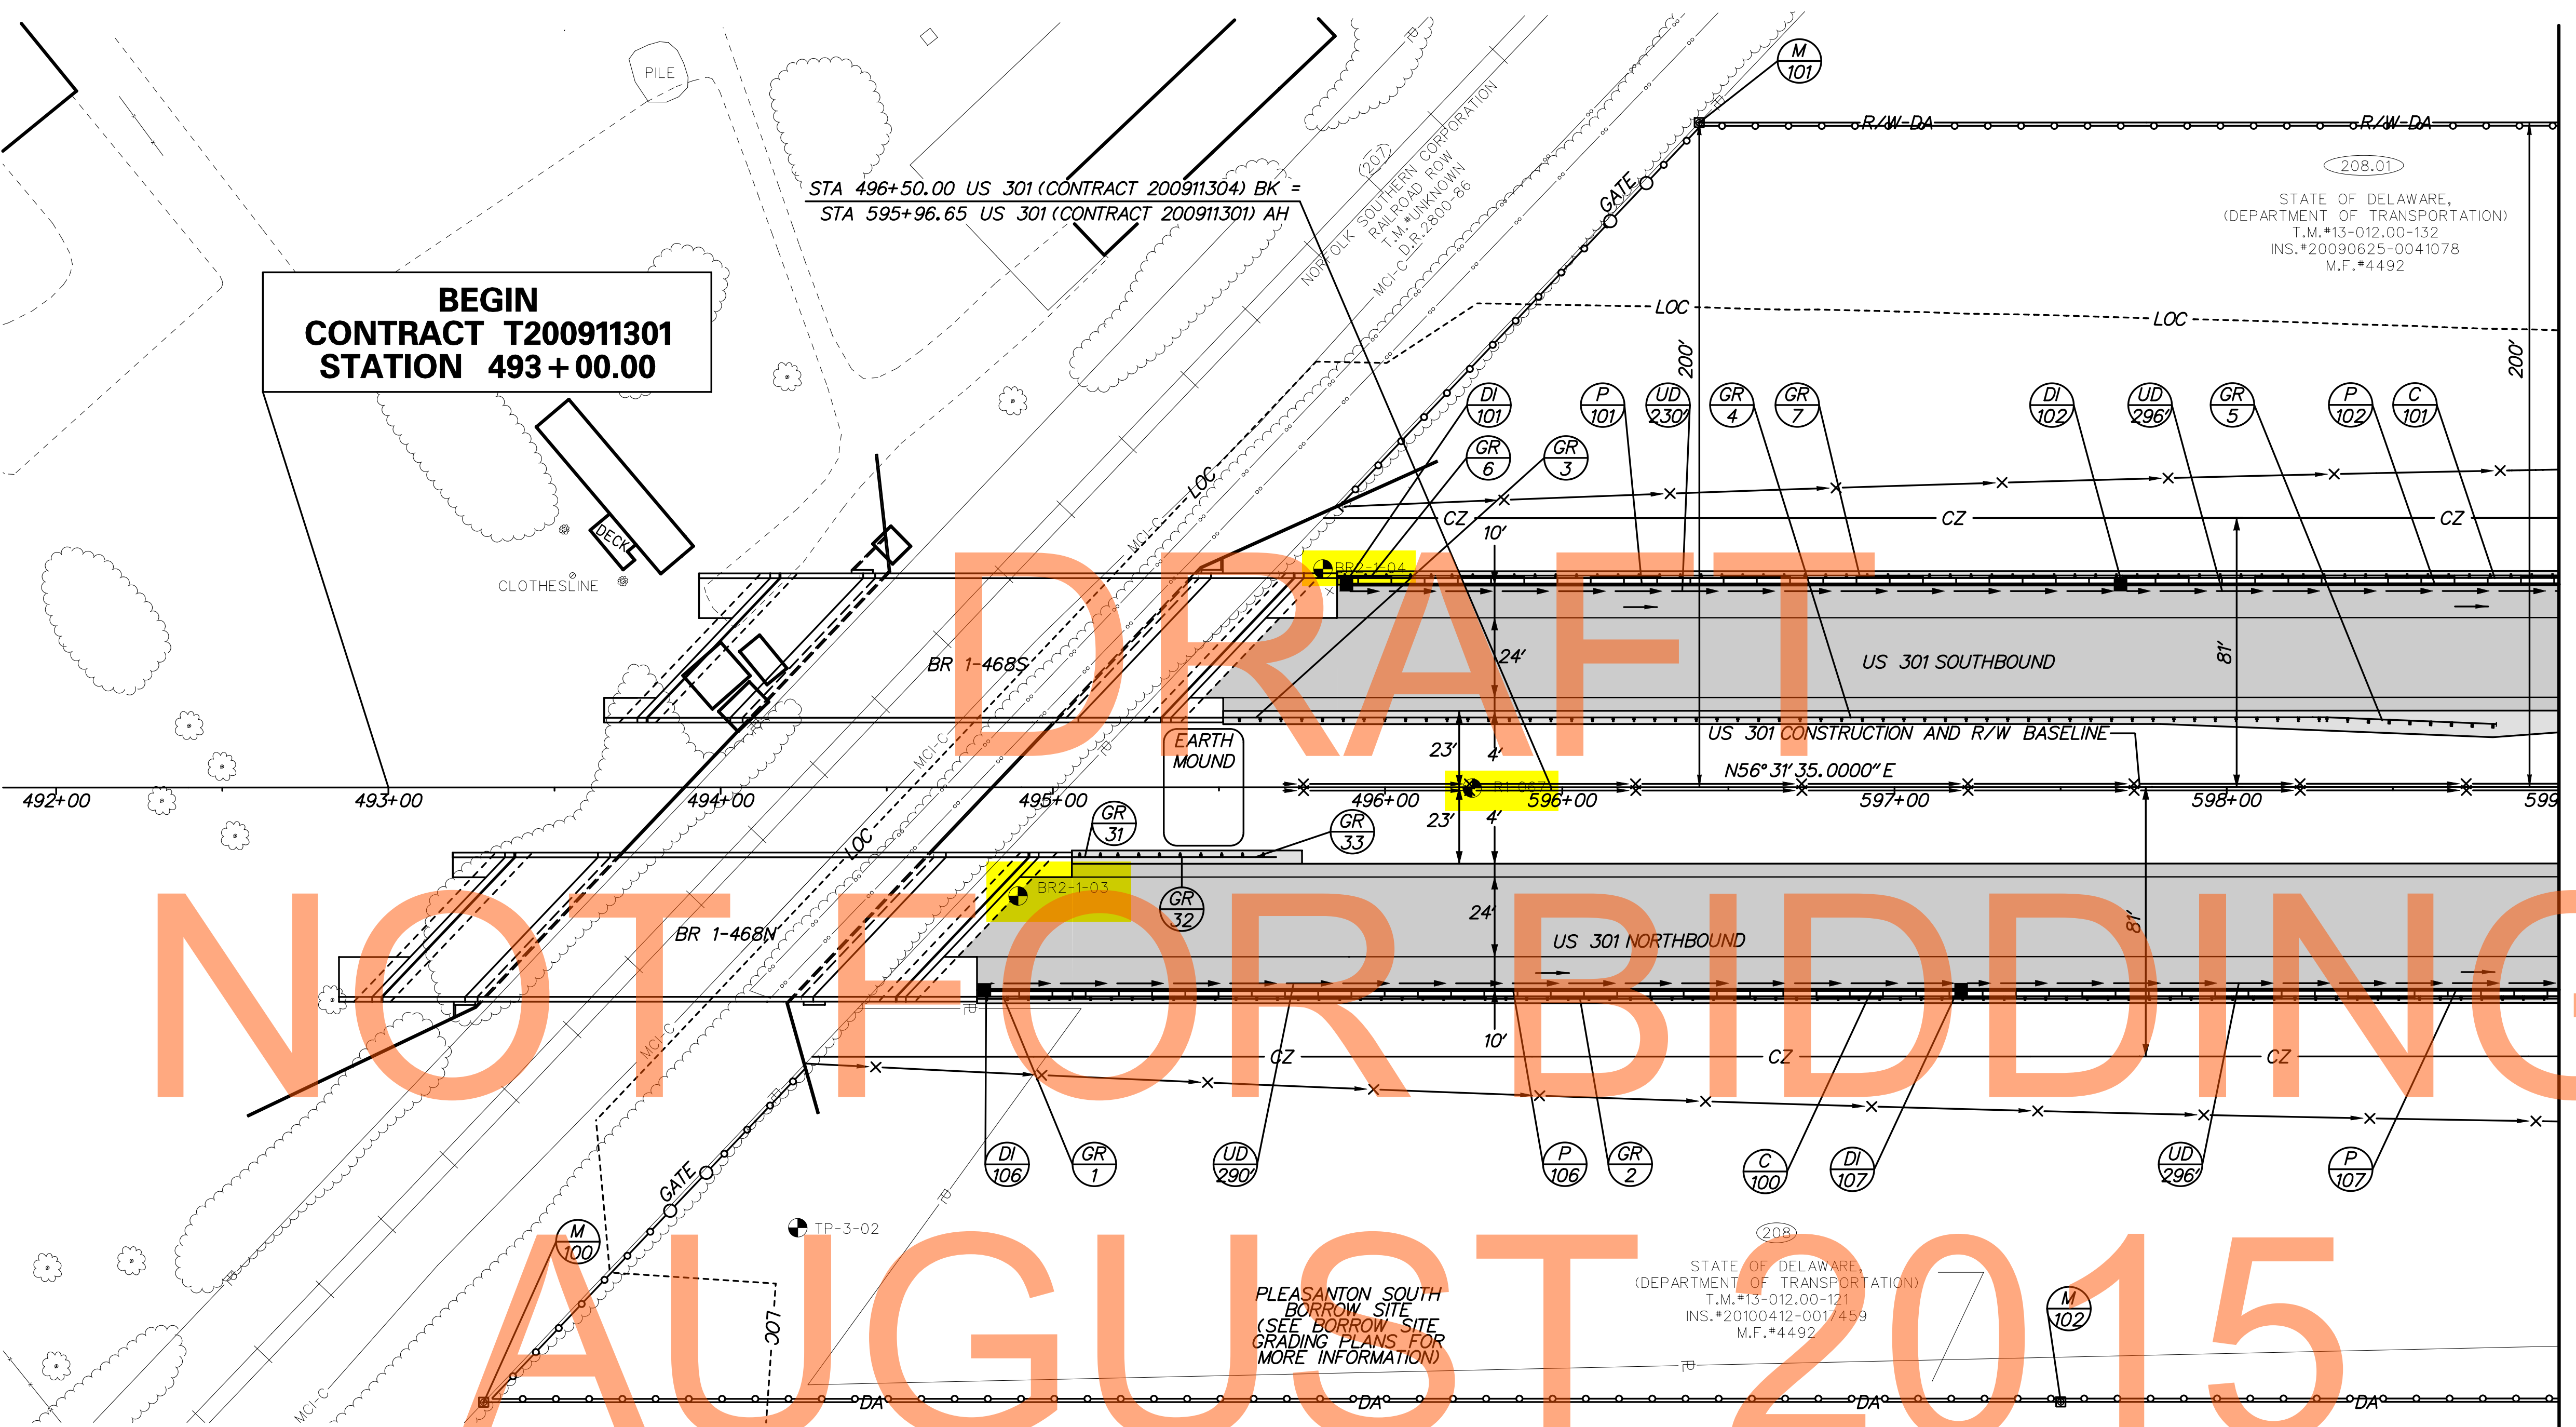 PILE
M
101
R/W-DA
R/W-DA
208.01
STATE OF DELAWARE,
(DEPARTMENT OF TRANSPORTATION)
T.M.#13-012.00-132
INS.#20090625-0041078
M.F.#4492
(207)
NORFOLK SOUTHERN CORPORATION
RAILROAD ROW
T.M.#UNKNOWN
D.R.2800-86
GATE
STA 496+50.00 US 301 (CONTRACT 200911304) BK =
STA 595+96.65 US 301 (CONTRACT 200911301) AH
BEGIN
CONTRACT T200911301
STATION 493+00.00
MCI-C
LOC
LOC
200'
200'
DI
101
P
101
UD
230'
GR
4
GR
7
DI
102
UD
296'
GR
5
P
102
C
101
GR
6
GR
3
LOC
MCI-C
CZ
CZ
CZ
10'
DECK
CLOTHESLINE
BR2-1-04
DRAFT
BR 1-468S
24'
US 301 SOUTHBOUND
81'
EARTH
MOUND
23'
4'
US 301 CONSTRUCTION AND R/W BASELINE
N56°31'35.0000" E
MCI-C
R1-067
492+00
493+00
494+00
495+00
496+00
596+00
597+00
598+00
599
GR
31
GR
33
23'
4'
LOC
BR2-1-03
GR
32
24'
81'
BR 1-468N
US 301 NORTHBOUND
NOT FOR BIDDING
10'
MCI-C
CZ
CZ
CZ
DI
106
GR
1
UD
290'
P
106
GR
2
C
100
DI
107
UD
296'
P
107
GATE
M
100
TP-3-02
208
STATE OF DELAWARE,
(DEPARTMENT OF TRANSPORTATION)
T.M.#13-012.00-121
INS.#20100412-0017459
M.F.#4492
PLEASANTON SOUTH
BORROW SITE
(SEE BORROW SITE
GRADING PLANS FOR
MORE INFORMATION)
M
102
LOC
AUGUST 2015
MCI-C
DA
DA
DA
DA